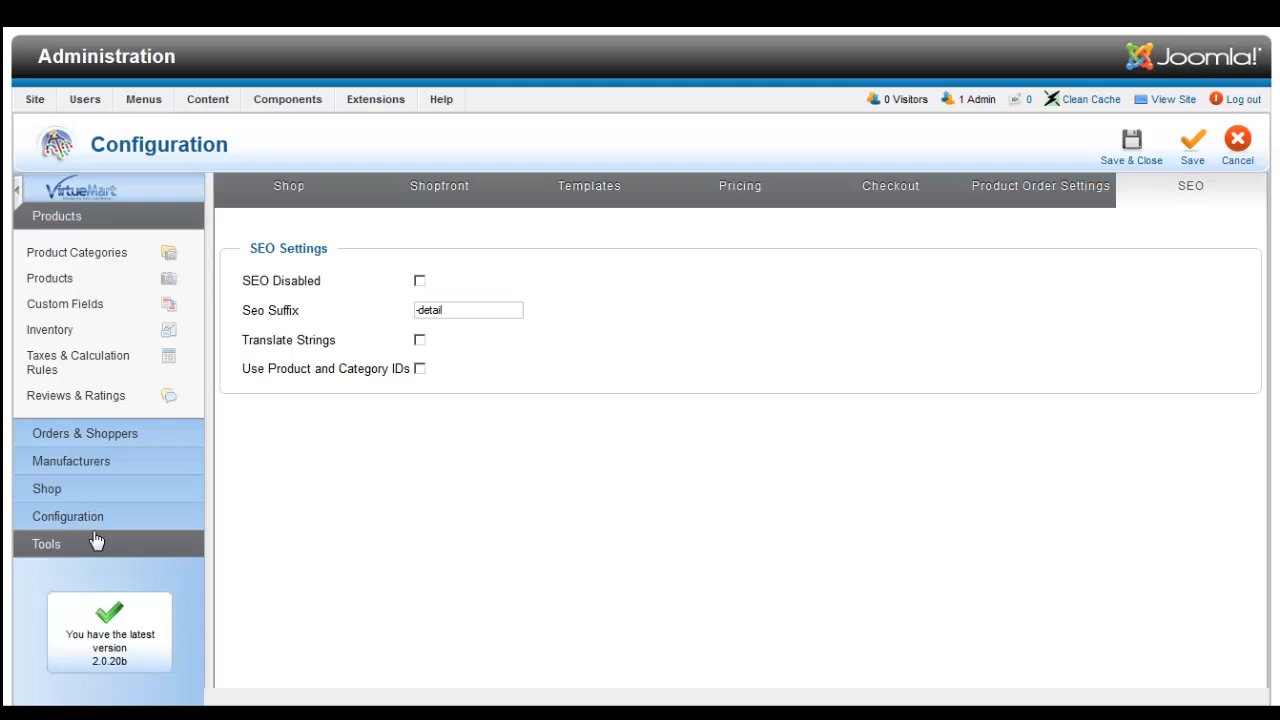 Administration
Joomla!
Site Users Menus Content Components Extensions Help
0 Visitors 1 Admin 0 Clean Cache View Site Log out
Configuration
Save & Close Save Cancel
VirtueMart
Shop Shopfront Templates Pricing Checkout Product Order Settings SEO
Products
Product Categories
Products
Custom Fields
Inventory
Taxes & Calculation
Rules
Reviews & Ratings
Orders & Shoppers
Manufacturers
Shop
Configuration
Tools
You have the latest
version
2.0.20b
SEO Settings
SEO Disabled
Seo Suffix -detail
Translate Strings
Use Product and Category IDs